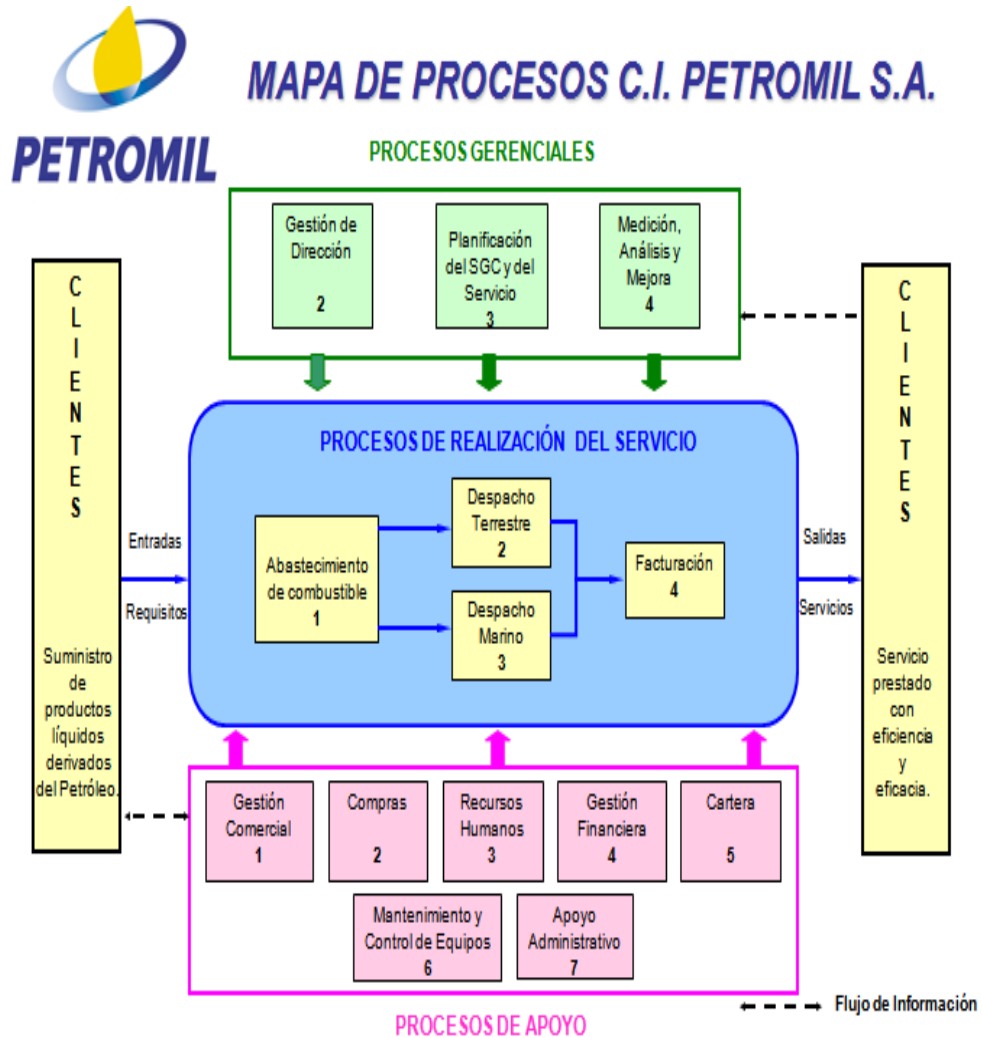 MAPA DE PROCESOS C.I. PETROMIL S.A.
PETROMIL
PROCESOS GERENCIALES
Gestión de
Dirección
2
Planificación
del SGC y del
Servicio
3
Medición,
Análisis y
Mejora
4
C
L
I
E
N
T
E
S
Suministro
de
productos
líquidos
derivados
del Petróleo.
Entradas
Requisitos
PROCESOS DE REALIZACIÓN DEL SERVICIO
Abastecimiento
de combustible
1
Despacho
Terrestre
2
Despacho
Marino
3
Facturación
4
Salidas
Servicios
C
L
I
E
N
T
E
S
Servicio
prestado
con
eficiencia
y
eficacia.
Gestión
Comercial
1
Compras
2
Recursos
Humanos
3
Gestión
Financiera
4
Cartera
5
Mantenimiento y
Control de Equipos
6
Apoyo
Administrativo
7
Flujo de Información
PROCESOS DE APOYO